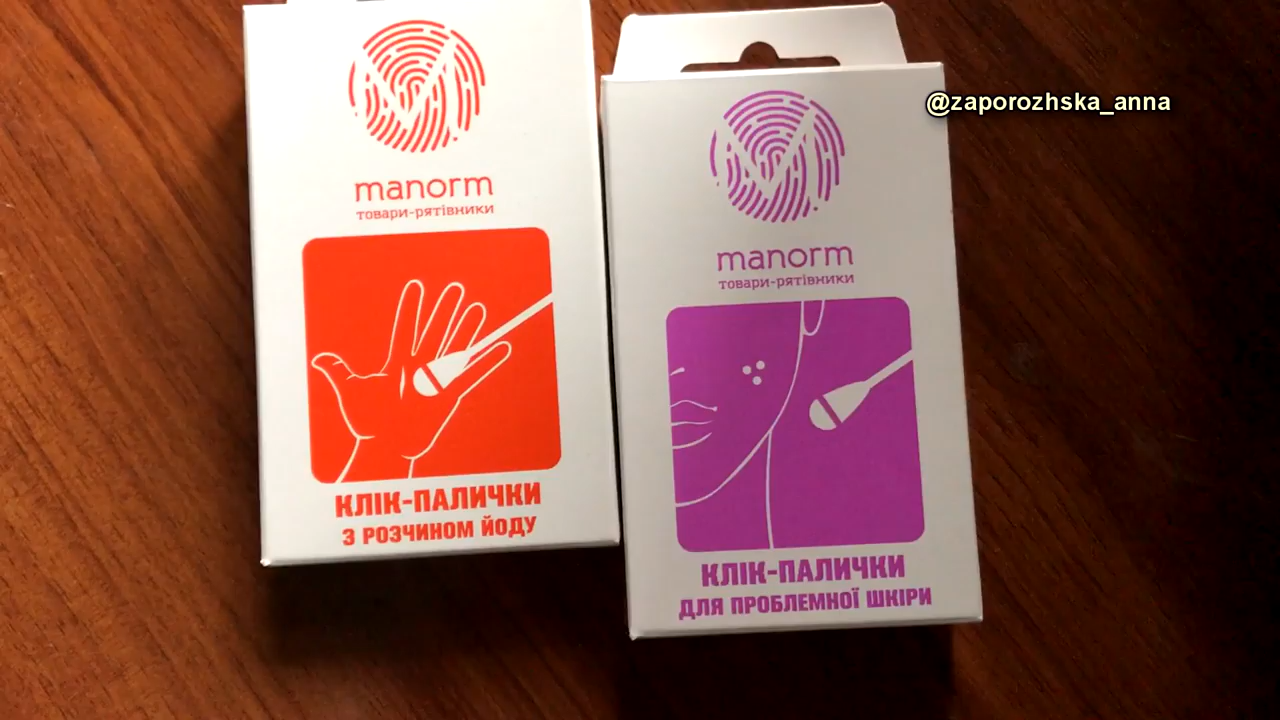 manorm
товари-рятівники
КЛІК-ПАЛИЧКИ
З РОЗЧИНОМ ЙОДУ
manorm
товари-рятівники
КЛІК-ПАЛИЧКИ
ДЛЯ ПРОБЛЕМНОЇ ШКІРИ
@zaporozhska_anna